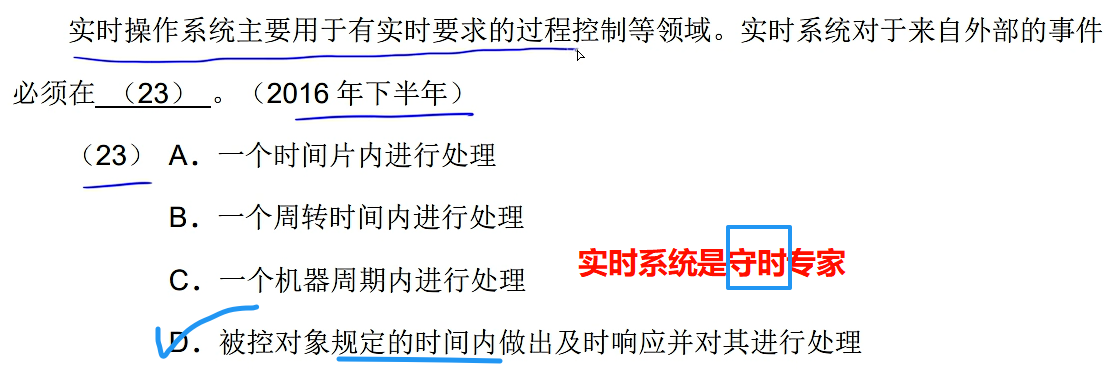 实时操作系统主要用于有实时要求的过程控制等领域。实时系统对于来自外部的事件
必须在 （23） 。（2016 年下半年）
（23） A．一个时间片内进行处理
B．一个周转时间内进行处理
C．一个机器周期内进行处理
实时系统是守时专家
D．被控对象规定的时间内做出及时响应并对其进行处理